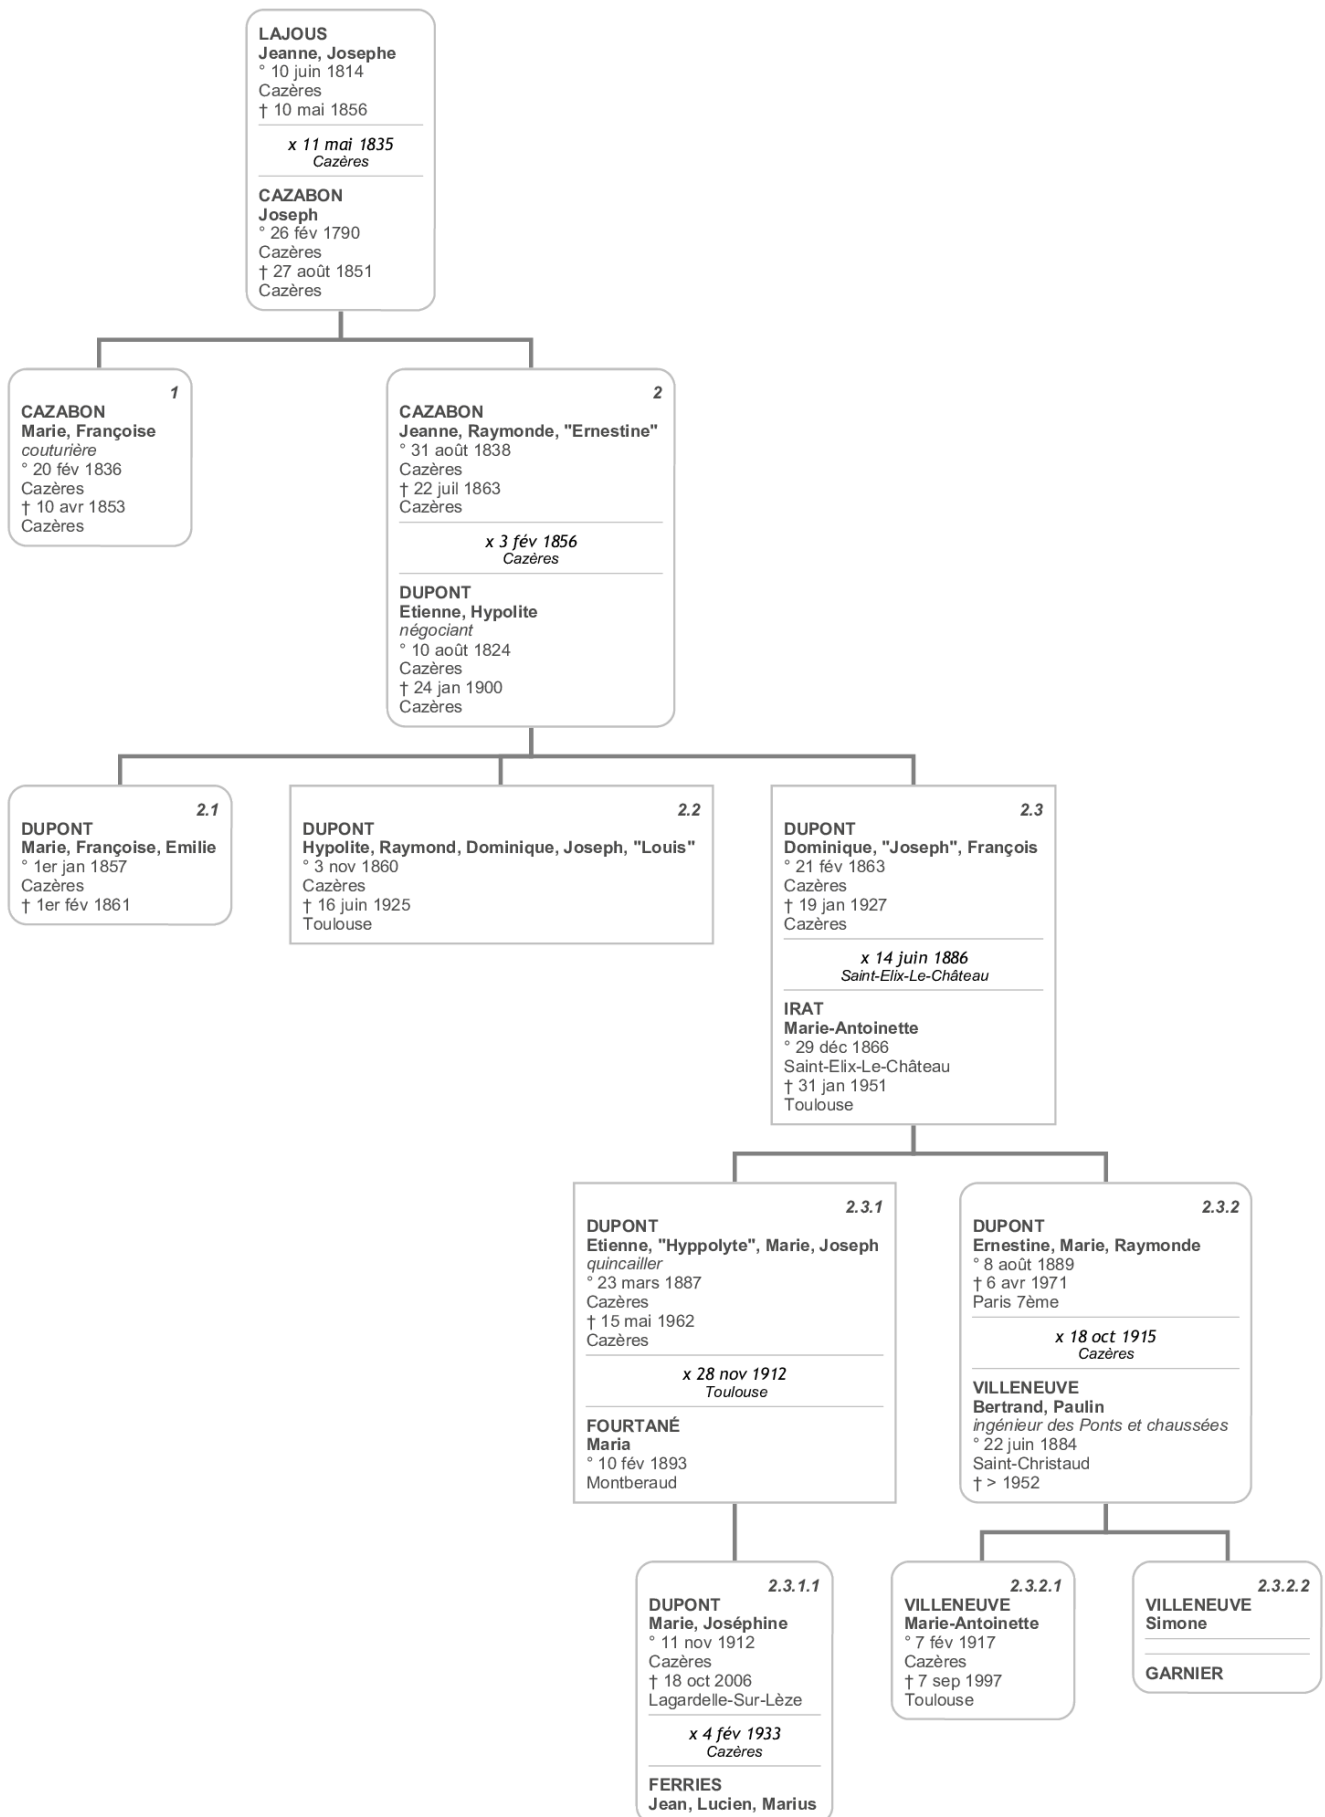 LAJOUS
Jeanne, Josephe
° 10 juin 1814
Cazères
† 10 mai 1856
x 11 mai 1835
Cazères
CAZABON
Joseph
° 26 fév 1790
Cazères
† 27 août 1851
Cazères
1
CAZABON
Marie, Françoise
couturière
° 20 fév 1836
Cazères
† 10 avr 1853
Cazères
2
CAZABON
Jeanne, Raymonde, "Ernestine"
° 31 août 1838
Cazères
† 22 juil 1863
Cazères
x 3 fév 1856
Cazères
DUPONT
Etienne, Hypolite
négociant
° 10 août 1824
Cazères
† 24 jan 1900
Cazères
2.1
DUPONT
Marie, Françoise, Emilie
° 1er jan 1857
Cazères
† 1er fév 1861
2.2
DUPONT
Hypolite, Raymond, Dominique, Joseph, "Louis"
° 3 nov 1860
Cazères
† 16 juin 1925
Toulouse
2.3
DUPONT
Dominique, "Joseph", François
° 21 fév 1863
Cazères
† 19 jan 1927
Cazères
x 14 juin 1886
Saint-Elix-Le-Château
IRAT
Marie-Antoinette
° 29 déc 1866
Saint-Elix-Le-Château
† 31 jan 1951
Toulouse
2.3.1
DUPONT
Etienne, "Hyppolyte", Marie, Joseph
quincailler
° 23 mars 1887
Cazères
† 15 mai 1962
Cazères
x 28 nov 1912
Toulouse
FOURTANÉ
Maria
° 10 fév 1893
Montberaud
2.3.2
DUPONT
Ernestine, Marie, Raymonde
° 8 août 1889
† 6 avr 1971
Paris 7ème
x 18 oct 1915
Cazères
VILLENEUVE
Bertrand, Paulin
ingénieur des Ponts et chaussées
° 22 juin 1884
Saint-Christaud
† > 1952
2.3.1.1
DUPONT
Marie, Joséphine
° 11 nov 1912
Cazères
† 18 oct 2006
Lagardelle-Sur-Lèze
x 4 fév 1933
Cazères
FERRIES
Jean, Lucien, Marius
2.3.2.1
VILLENEUVE
Marie-Antoinette
° 7 fév 1917
Cazères
† 7 sep 1997
Toulouse
2.3.2.2
VILLENEUVE
Simone
GARNIER